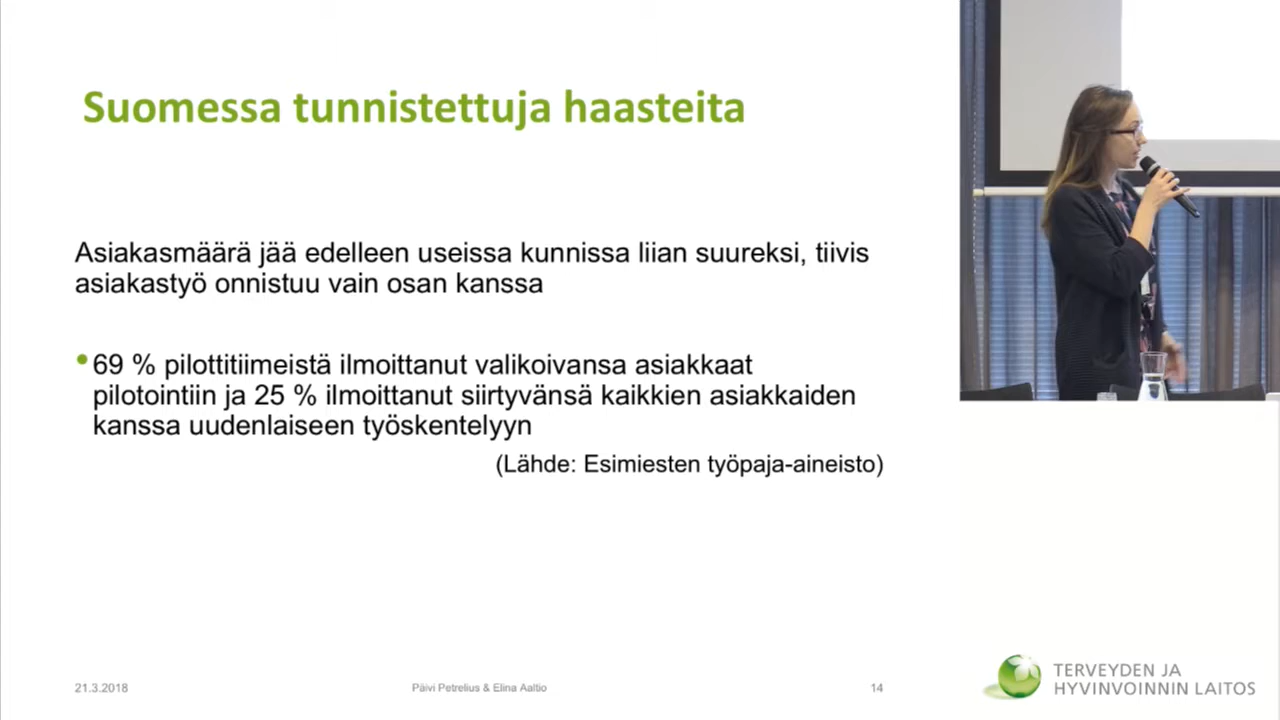 Suomessa tunnistettuja haasteita
Asiakasmäärä jää edelleen useissa kunnissa liian suureksi, tiivis
asiakastyö onnistuu vain osan kanssa
• 69 % pilottitiimeistä ilmoittanut valikoivansa asiakkaat
pilotointiin ja 25 % ilmoittanut siirtyvänsä kaikkien asiakkaiden
kanssa uudenlaiseen työskentelyyn
(Lähde: Esimiesten työpaja-aineisto)
21.3.2018
Päivi Petrelius & Elina Aaltio
14
TERVEYDEN JA
HYVINVOINNIN LAITOS